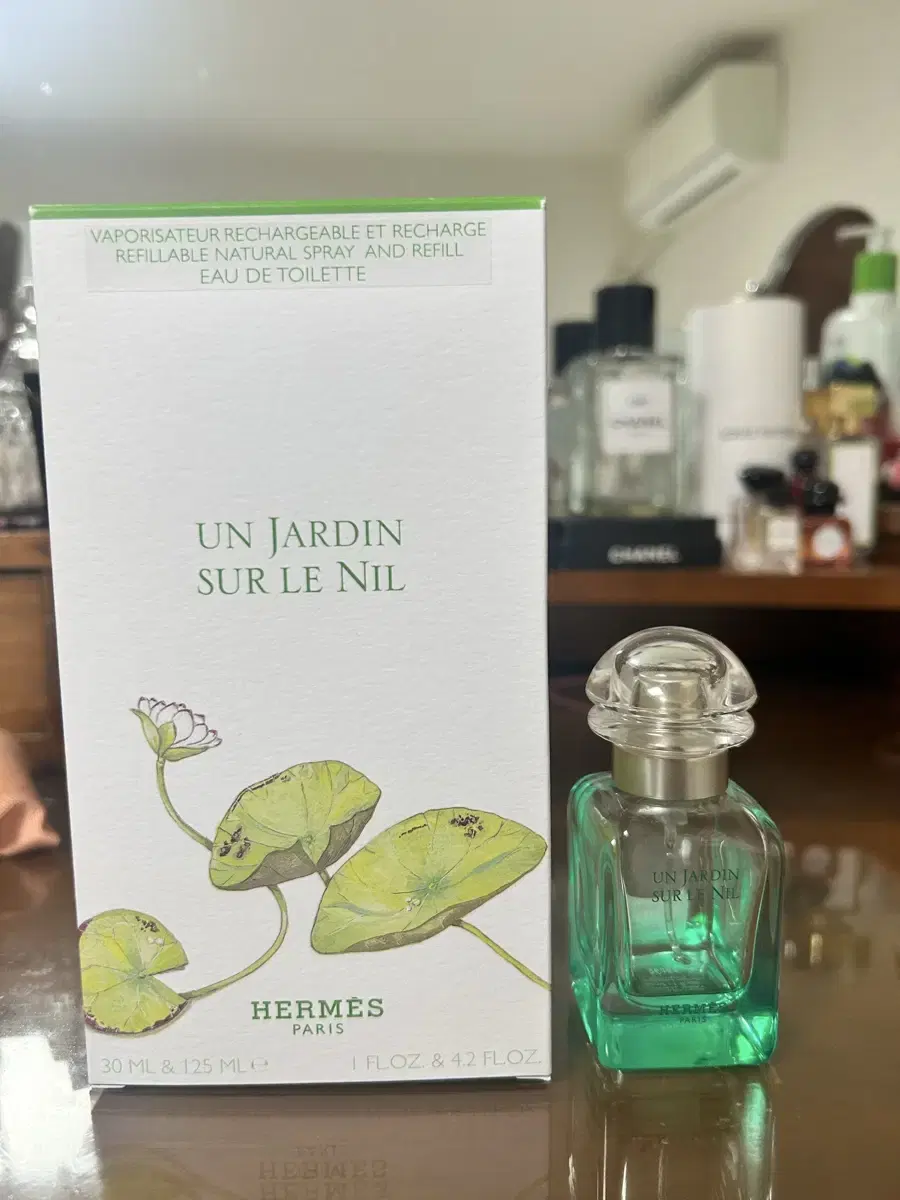 VAPORISATEUR RECHARGEABLE ET RECHARGE
REFILLABLE NATURAL SPRAY AND REFILL
EAU DE TOILETTE
UN JARDIN
SUR LE NIL
HERMÈS
PARIS
30 ML & 125 ML ℮
1 FL.OZ. & 4.2 FL.OZ.
UN JARDIN
SUR LE NIL
HERMÈS
PARIS
CHANEL
CHANEL